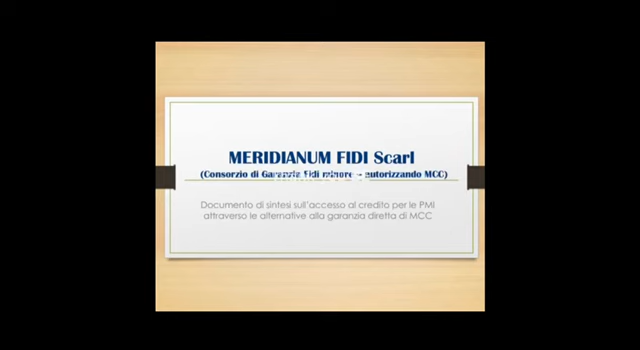 MERIDIANUM FIDI Scarl
(Consorzio di Garanzia Fidi minore - autorizzando MCC)
Documento di sintesi sull'accesso al credito per le PMI
attraverso le alternative alla garanzia diretta di MCC